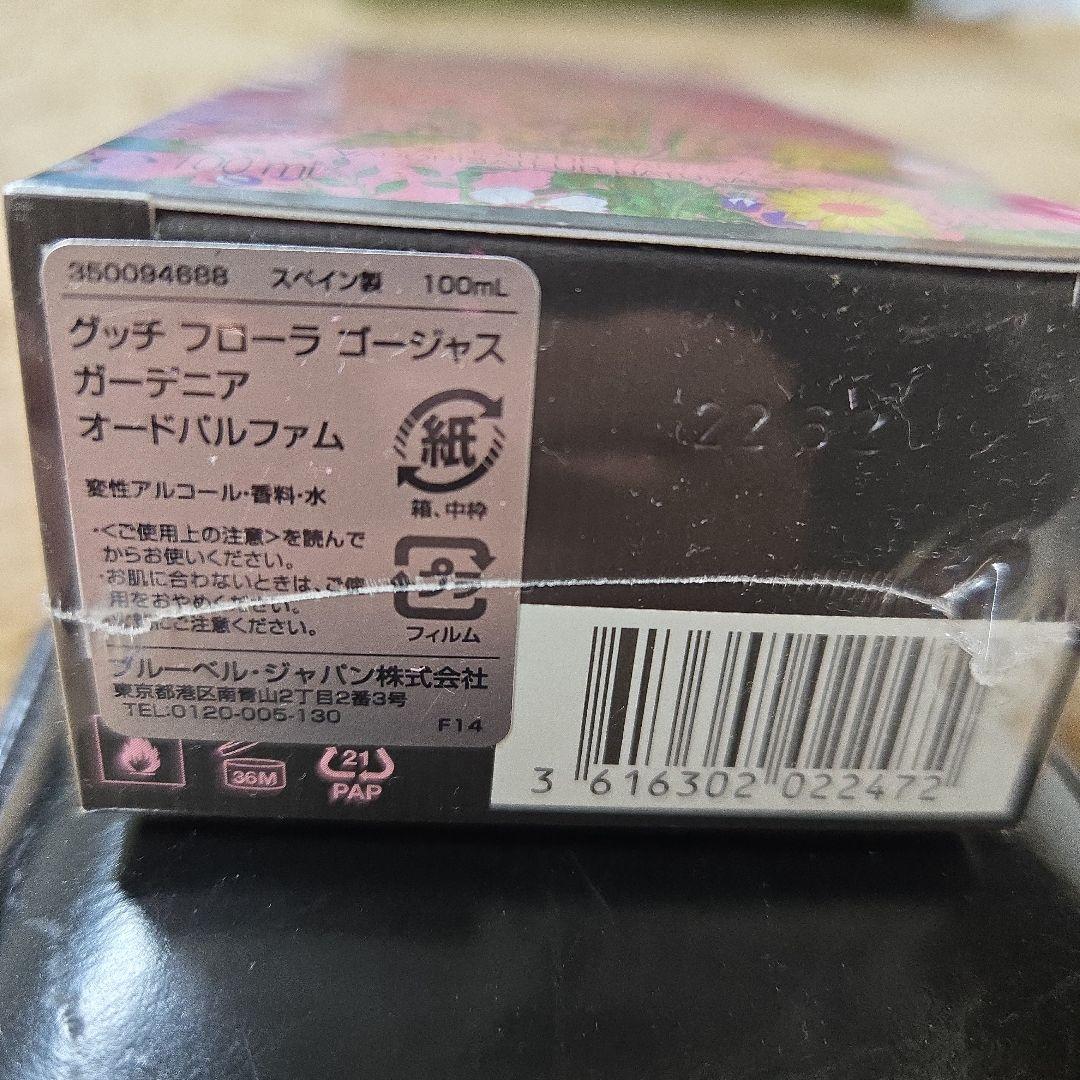 100 mL
350094688 スペイン製 100mL
グッチ フローラ ゴージャス
ガーデニア
オードパルファム
紙
箱、中枠
変性アルコール・香料・水
・<ご使用上の注意>を読んで
からお使いください。
・お肌に合わないときは、ご使
用をおやめください。
にご注意ください。
プラ
フィルム
ブルーベル・ジャパン株式会社
東京都港区南青山2丁目2番3号
TEL:0120-005-130 F14
36M
21
PAP
3 616302 022472